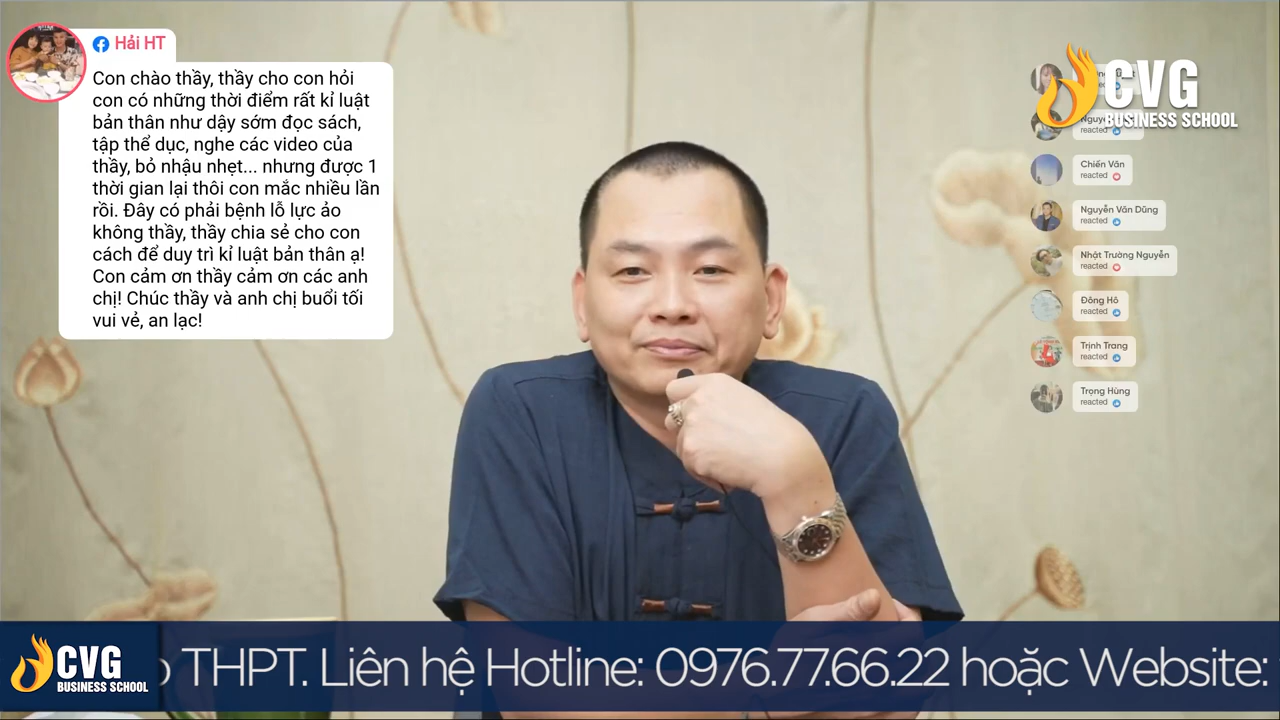 Hải HT
Con chào thầy, thầy cho con hỏi
con có những thời điểm rất kỉ luật
bản thân như dậy sớm đọc sách,
tập thể dục, nghe các video của
thầy, bỏ nhậu nhẹt... nhưng được 1
thời gian lại thôi con mắc nhiều lần
rồi. Đây có phải bệnh lỗ lực ảo
không thầy, thầy chia sẻ cho con
cách để duy trì kỉ luật bản thân ạ!
Con cảm ơn thầy cảm ơn các anh
chị! Chúc thầy và anh chị buổi tối
vui vẻ, an lạc!
CVG
BUSINESS SCHOOL
reacted
Chiến Văn
reacted
Nguyễn Văn Dũng
reacted
Nhật Trường Nguyễn
reacted
Đông Hồ
reacted
Trịnh Trang
reacted
Trọng Hùng
reacted
CVG
BUSINESS SCHOOL
THPT. Liên hệ Hotline: 0976.77.66.22 hoặc Website: